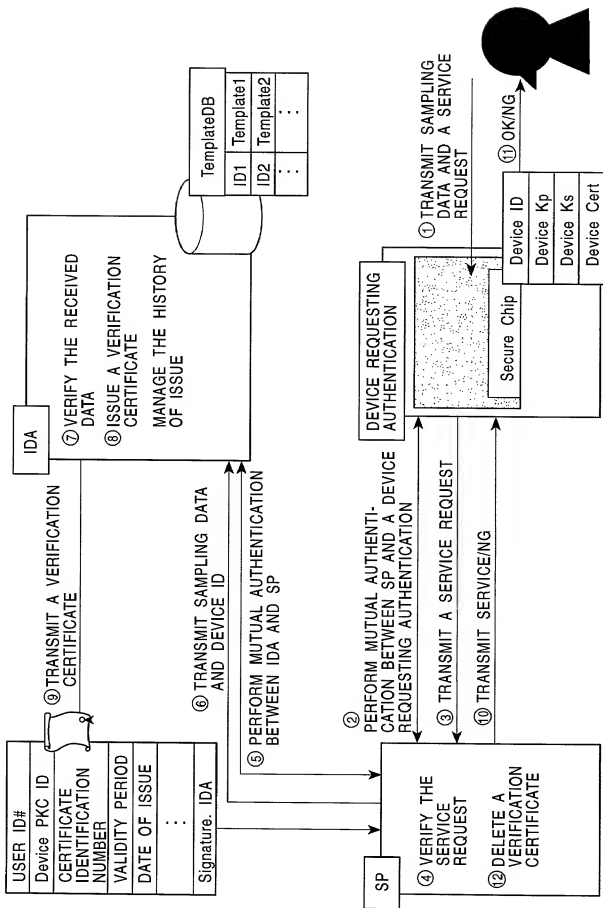 USER ID#
Device PKC ID
CERTIFICATE
IDENTIFICATION
NUMBER
VALIDITY PERIOD
DATE OF ISSUE
⋮
Signature. IDA
⑨ TRANSMIT A VERIFICATION
CERTIFICATE
IDA
⑦ VERIFY THE RECEIVED
DATA
⑧ ISSUE A VERIFICATION
CERTIFICATE
MANAGE THE HISTORY
OF ISSUE
TemplateDB
ID1 Template1
ID2 Template2
⋮ ⋮
⑥ TRANSMIT SAMPLING DATA
AND DEVICE ID
⑤ PERFORM MUTUAL AUTHENTICATION
BETWEEN IDA AND SP
SP
④ VERIFY THE
SERVICE
REQUEST
⑫ DELETE A
VERIFICATION
CERTIFICATE
②
PERFORM MUTUAL AUTHENTI-
CATION BETWEEN SP AND A DEVICE
REQUESTING AUTHENTICATION
③ TRANSMIT A SERVICE REQUEST
⑩ TRANSMIT SERVICE/NG
DEVICE REQUESTING
AUTHENTICATION
Secure Chip
Device ID
Device Kp
Device Ks
Device Cert
① TRANSMIT SAMPLING
DATA AND A SERVICE
REQUEST
⑪ OK/NG